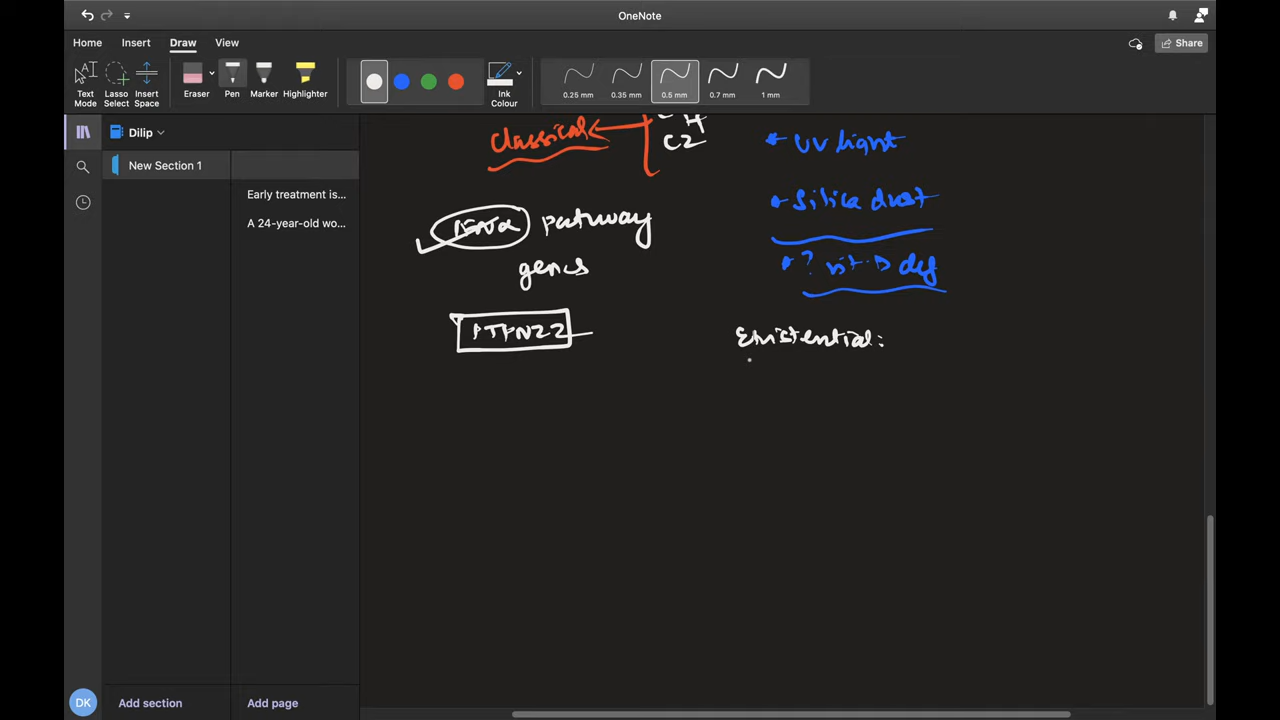 OneNote
Home Insert Draw View
Share
Text Mode
Lasso Select
Insert Space
Eraser
Pen
Marker
Highlighter
Ink Colour
0.25 mm
0.35 mm
0.5 mm
0.7 mm
1 mm
Dilip
New Section 1
Early treatment is...
A 24-year-old wo...
Classical
C2
IFNα pathway
genes
PTPN22
* UV light
* Silica dust
* ? vit-D def
Existential:
DK
Add section
Add page